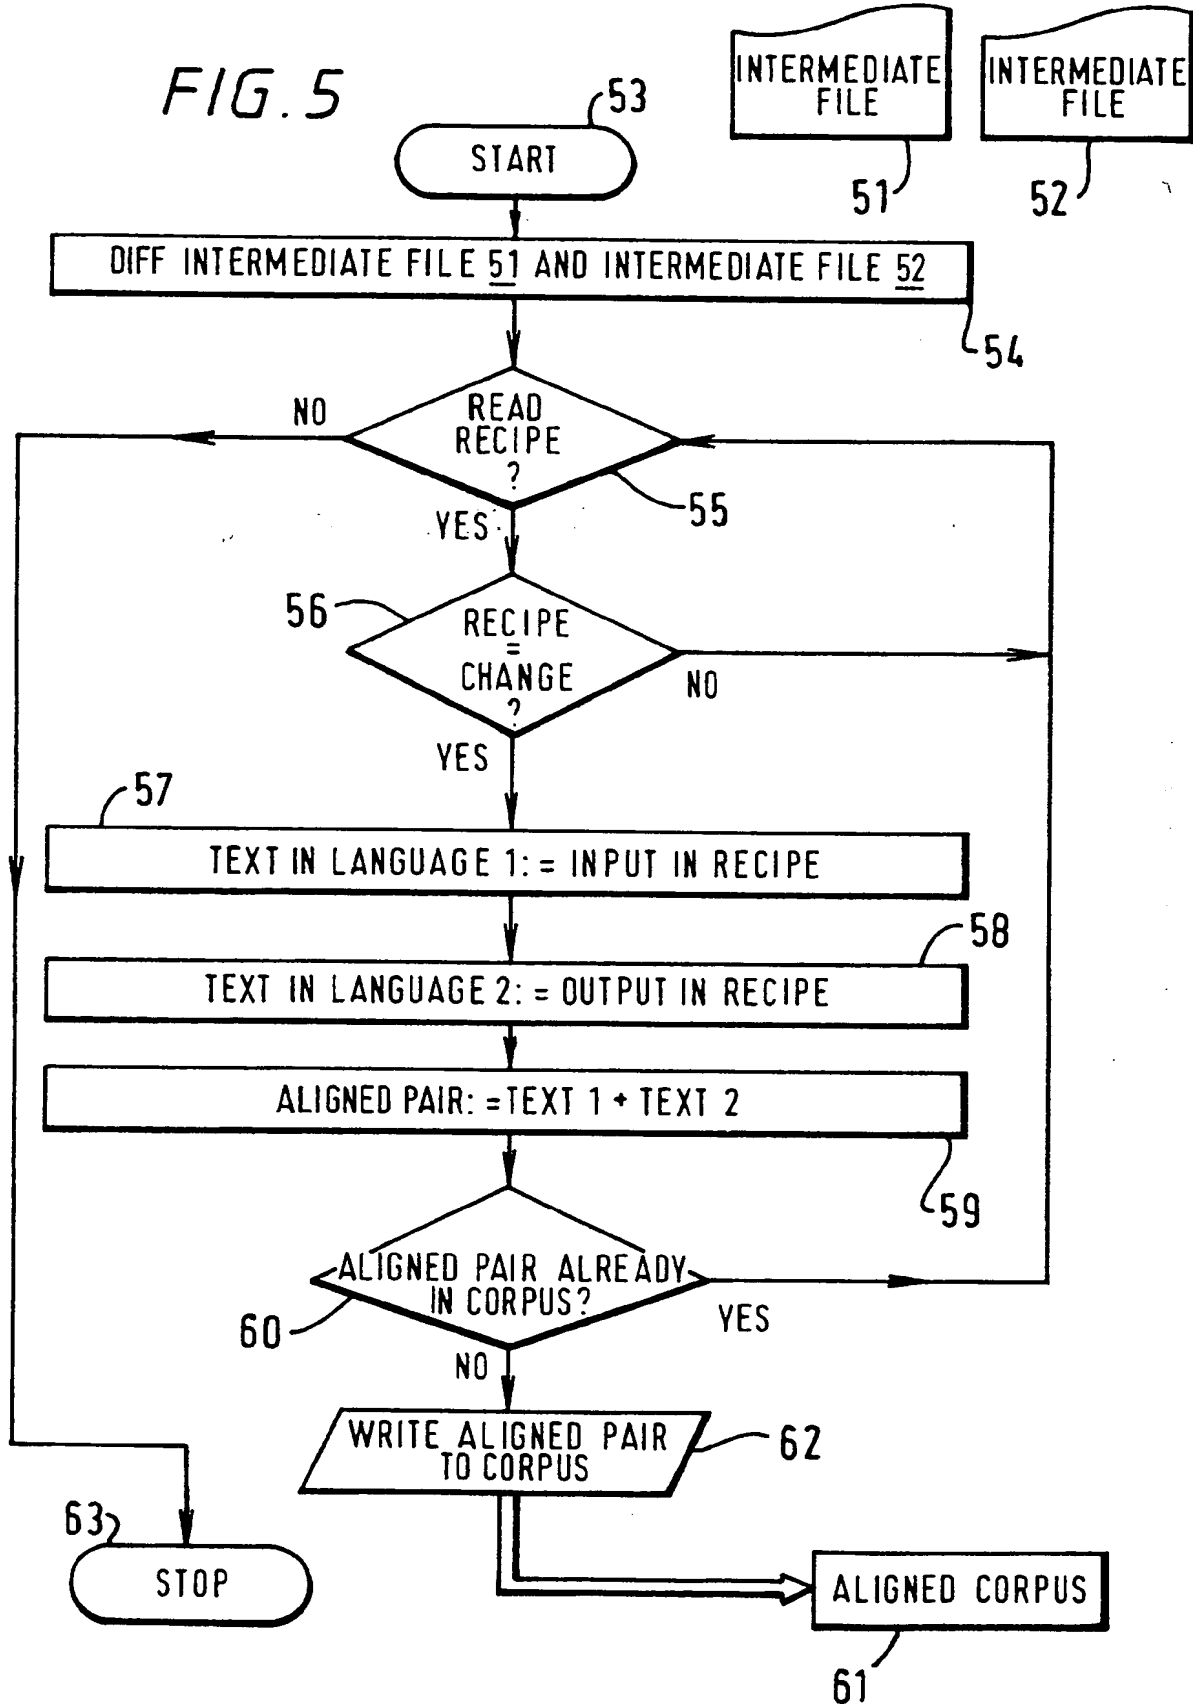 FIG. 5
INTERMEDIATE
FILE
51
INTERMEDIATE
FILE
52
53
START
DIFF INTERMEDIATE FILE 51 AND INTERMEDIATE FILE 52
54
READ
RECIPE
?
55
NO
YES
56
RECIPE
=
CHANGE
?
NO
YES
57
TEXT IN LANGUAGE 1: = INPUT IN RECIPE
58
TEXT IN LANGUAGE 2: = OUTPUT IN RECIPE
ALIGNED PAIR: = TEXT 1 + TEXT 2
59
ALIGNED PAIR ALREADY
IN CORPUS?
60
YES
NO
WRITE ALIGNED PAIR
TO CORPUS
62
63
STOP
ALIGNED CORPUS
61